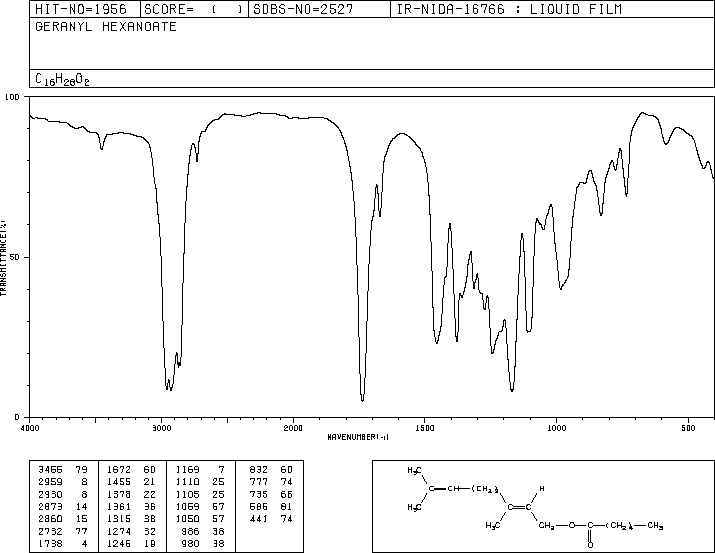 HIT-NO=1956 SCORE= ( ) SDBS-NO=2527 IR-NIDA-16766 : LIQUID FILM
GERANYL HEXANOATE
C16H28O2
100
50
0
TRANSMITTANCE(%)
4000 3000 2000 1500 1000 500
WAVENUMBER(-1)
3466 79 1672 60 1169 7 832 60
2959 8 1455 21 1110 25 777 74
2930 8 1378 22 1105 25 735 66
2873 14 1361 36 1059 57 586 81
2860 15 1315 38 1050 57 441 74
2732 77 1274 32 986 38
1738 4 1246 19 980 38
H3C
C CH (CH2)2 H
H3C C C
H3C CH2 O C (CH2)4 CH3
O